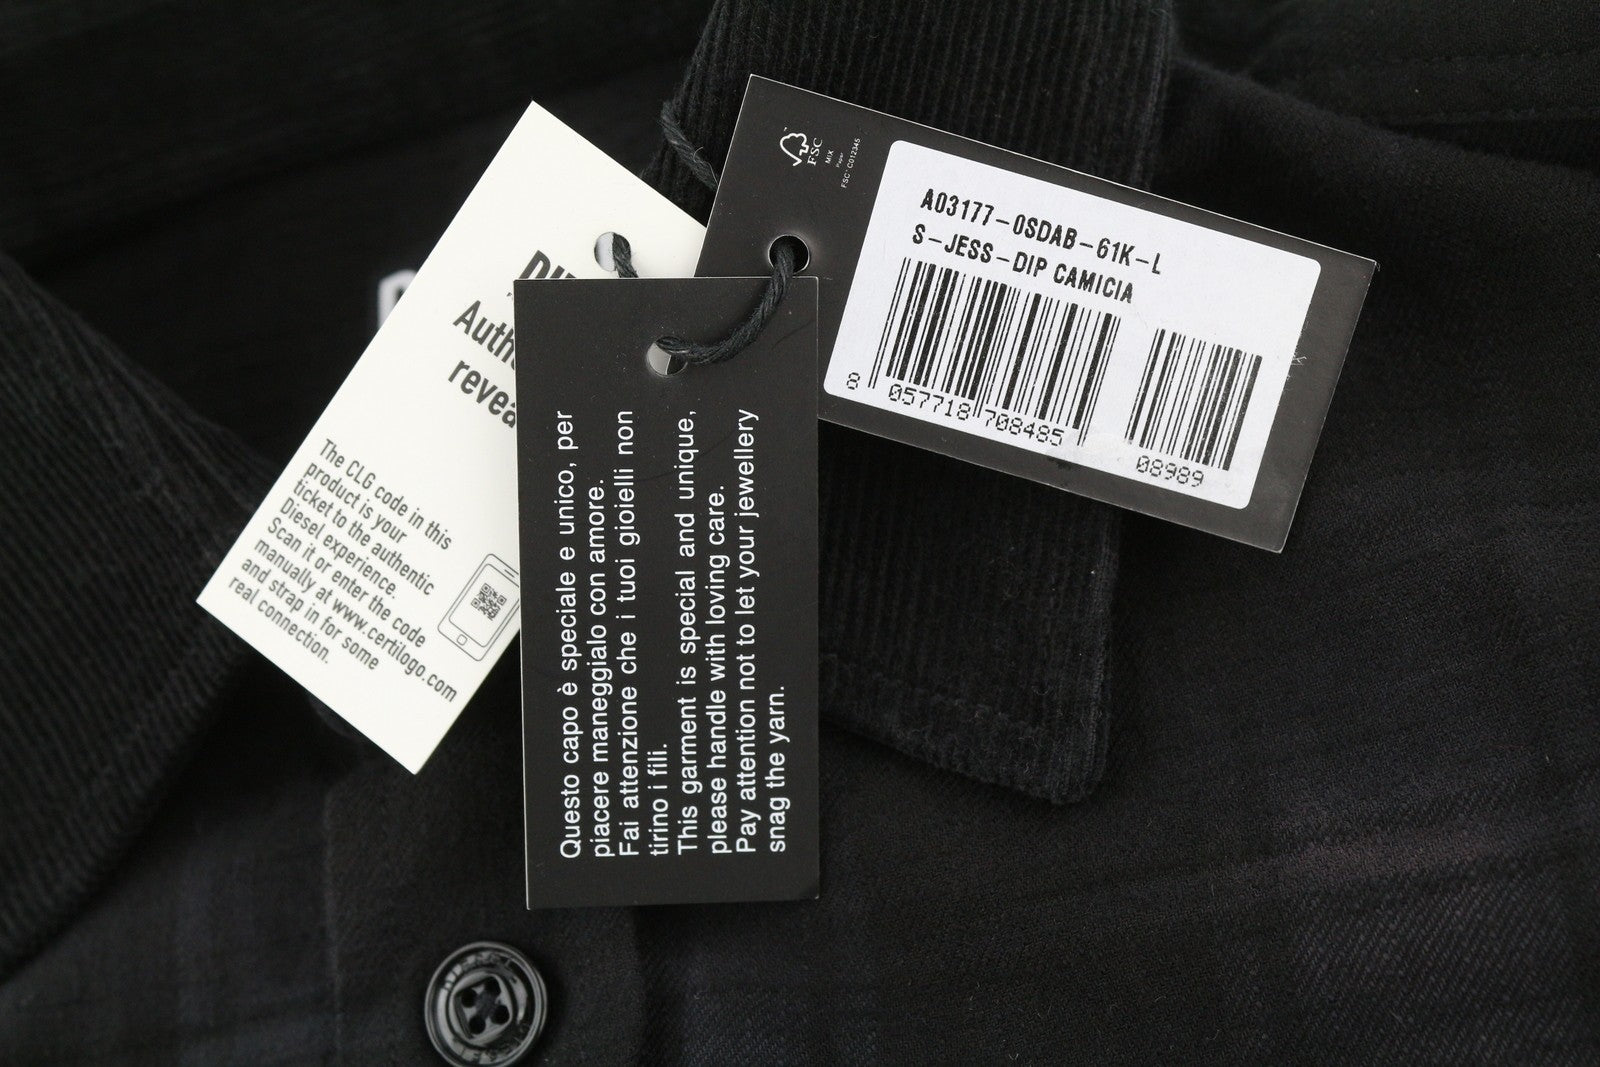 The CLG code in this
product is your
ticket to the authentic
Diesel experience.
Scan it or enter the code
manually at www.certilogo.com
and strap in for some
real connection.
Questo capo è speciale e unico, per
piacere maneggialo con amore.
Fai attenzione che i tuoi gioielli non
tirino i fili.
This garment is special and unique,
please handle with loving care.
Pay attention not to let your jewellery
snag the yarn.
FSC
MIX
Paper
FSC™ C012345
A03177-0SDAB-61K-L
S-JESS-DIP CAMICIA
8 057718 708485
08989